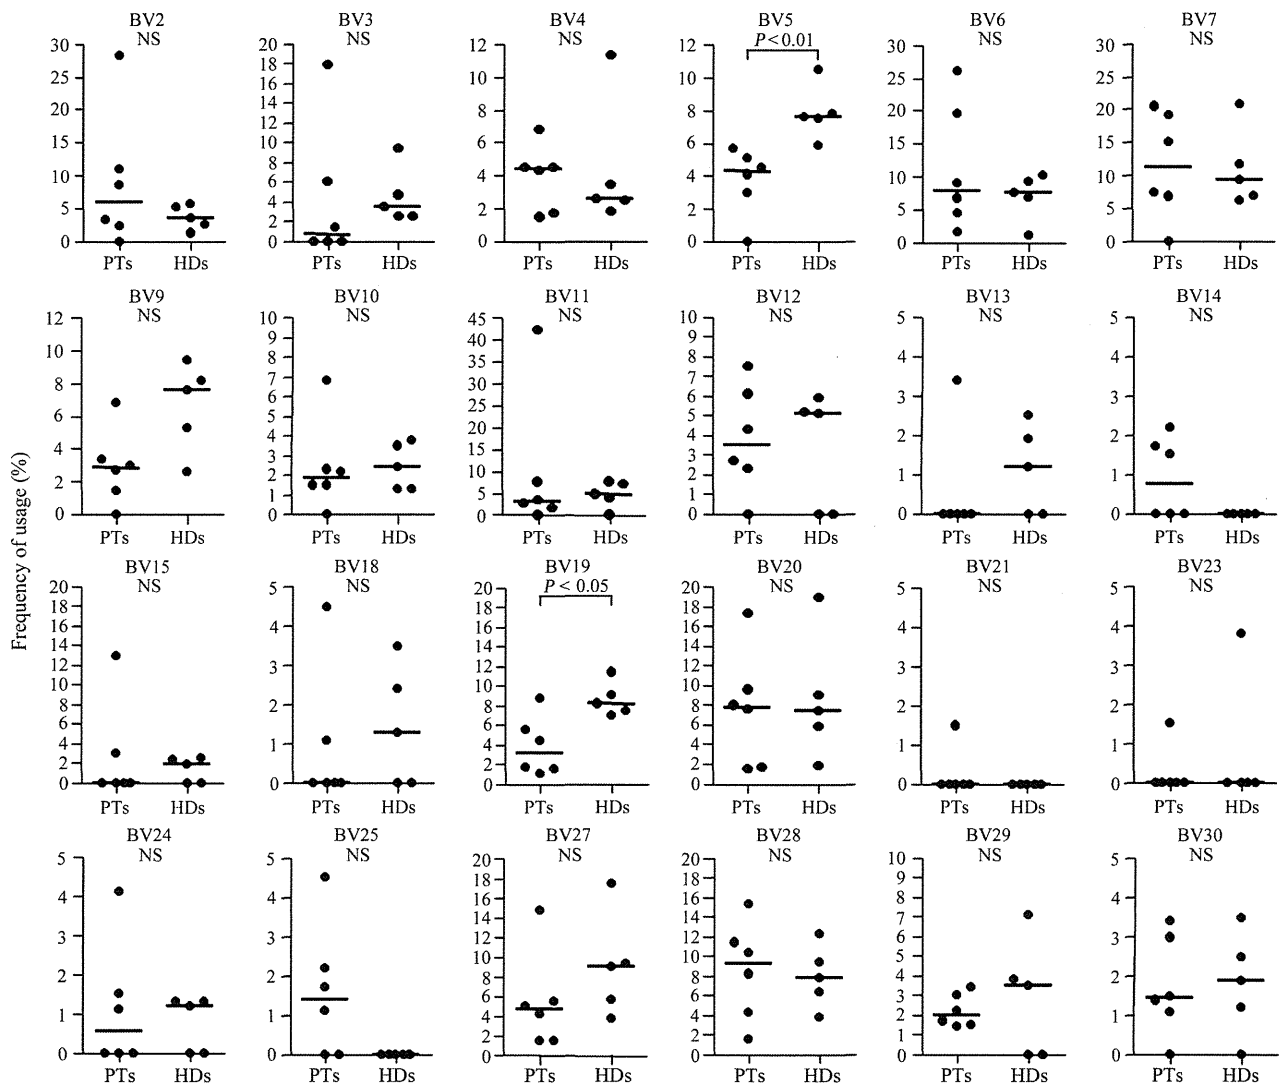 Frequency of usage (%)
BV2
NS
30
25
20
15
10
5
0
PTs HDs
BV3
NS
20
18
16
14
12
10
8
6
4
2
0
PTs HDs
BV4
NS
12
10
8
6
4
2
0
PTs HDs
BV5
P<0.01
12
10
8
6
4
2
0
PTs HDs
BV6
NS
30
25
20
15
10
5
0
PTs HDs
BV7
NS
30
25
20
15
10
5
0
PTs HDs
BV9
NS
12
10
8
6
4
2
0
PTs HDs
BV10
NS
10
9
8
7
6
5
4
3
2
1
0
PTs HDs
BV11
NS
45
40
35
30
25
20
15
10
5
0
PTs HDs
BV12
NS
10
9
8
7
6
5
4
3
2
1
0
PTs HDs
BV13
NS
5
4
3
2
1
0
PTs HDs
BV14
NS
5
4
3
2
1
0
PTs HDs
BV15
NS
20
18
16
14
12
10
8
6
4
2
0
PTs HDs
BV18
NS
5
4
3
2
1
0
PTs HDs
BV19
P < 0.05
20
18
16
14
12
10
8
6
4
2
0
PTs HDs
BV20
NS
20
18
16
14
12
10
8
6
4
2
0
PTs HDs
BV21
NS
5
4
3
2
1
0
PTs HDs
BV23
NS
5
4
3
2
1
0
PTs HDs
BV24
NS
5
4
3
2
1
0
PTs HDs
BV25
NS
5
4
3
2
1
0
PTs HDs
BV27
NS
20
18
16
14
12
10
8
6
4
2
0
PTs HDs
BV28
NS
20
18
16
14
12
10
8
6
4
2
0
PTs HDs
BV29
NS
10
9
8
7
6
5
4
3
2
1
0
PTs HDs
BV30
NS
5
4
3
2
1
0
PTs HDs